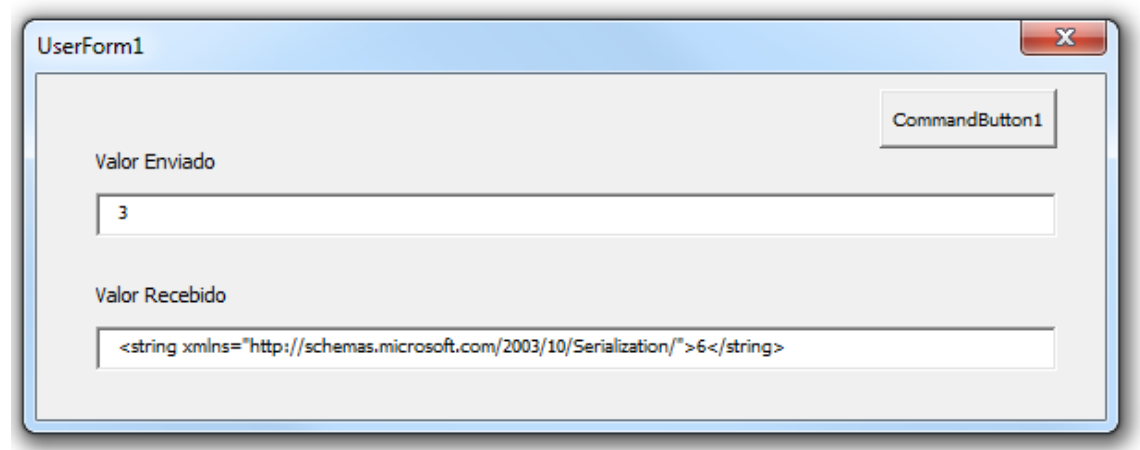 UserForm1
CommandButton1
Valor Enviado
3
Valor Recebido
<string xmlns="http://schemas.microsoft.com/2003/10/Serialization/">6</string>